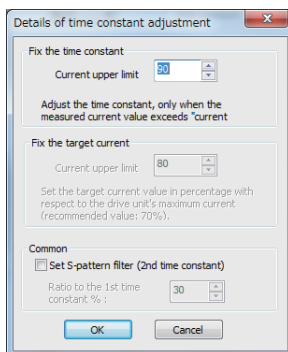 Details of time constant adjustment
Fix the time constant
Current upper limit 90
Adjust the time constant, only when the
measured current value exceeds "current
Fix the target current
Current upper limit 80
Set the target current value in percentage with
respect to the drive unit's maximum current
(recommended value: 70%).
Common
Set S-pattern filter (2nd time constant)
Ratio to the 1st time 30
constant % :
OK Cancel